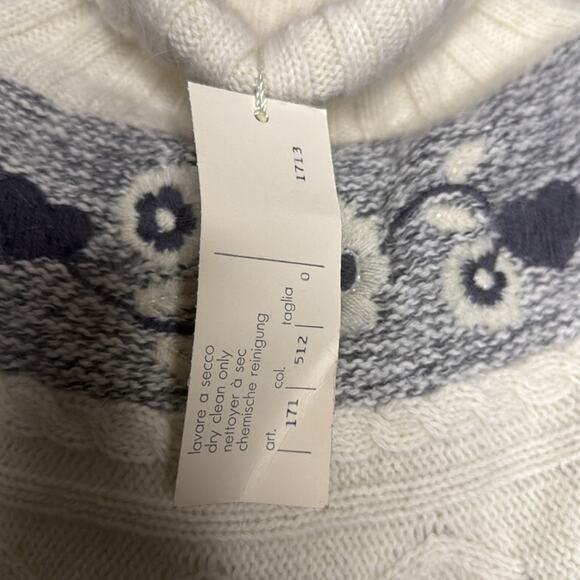 lavare a secco
dry clean only
nettoyer à sec
chemische reinigung
art. col. taglia
171 512 0
1713